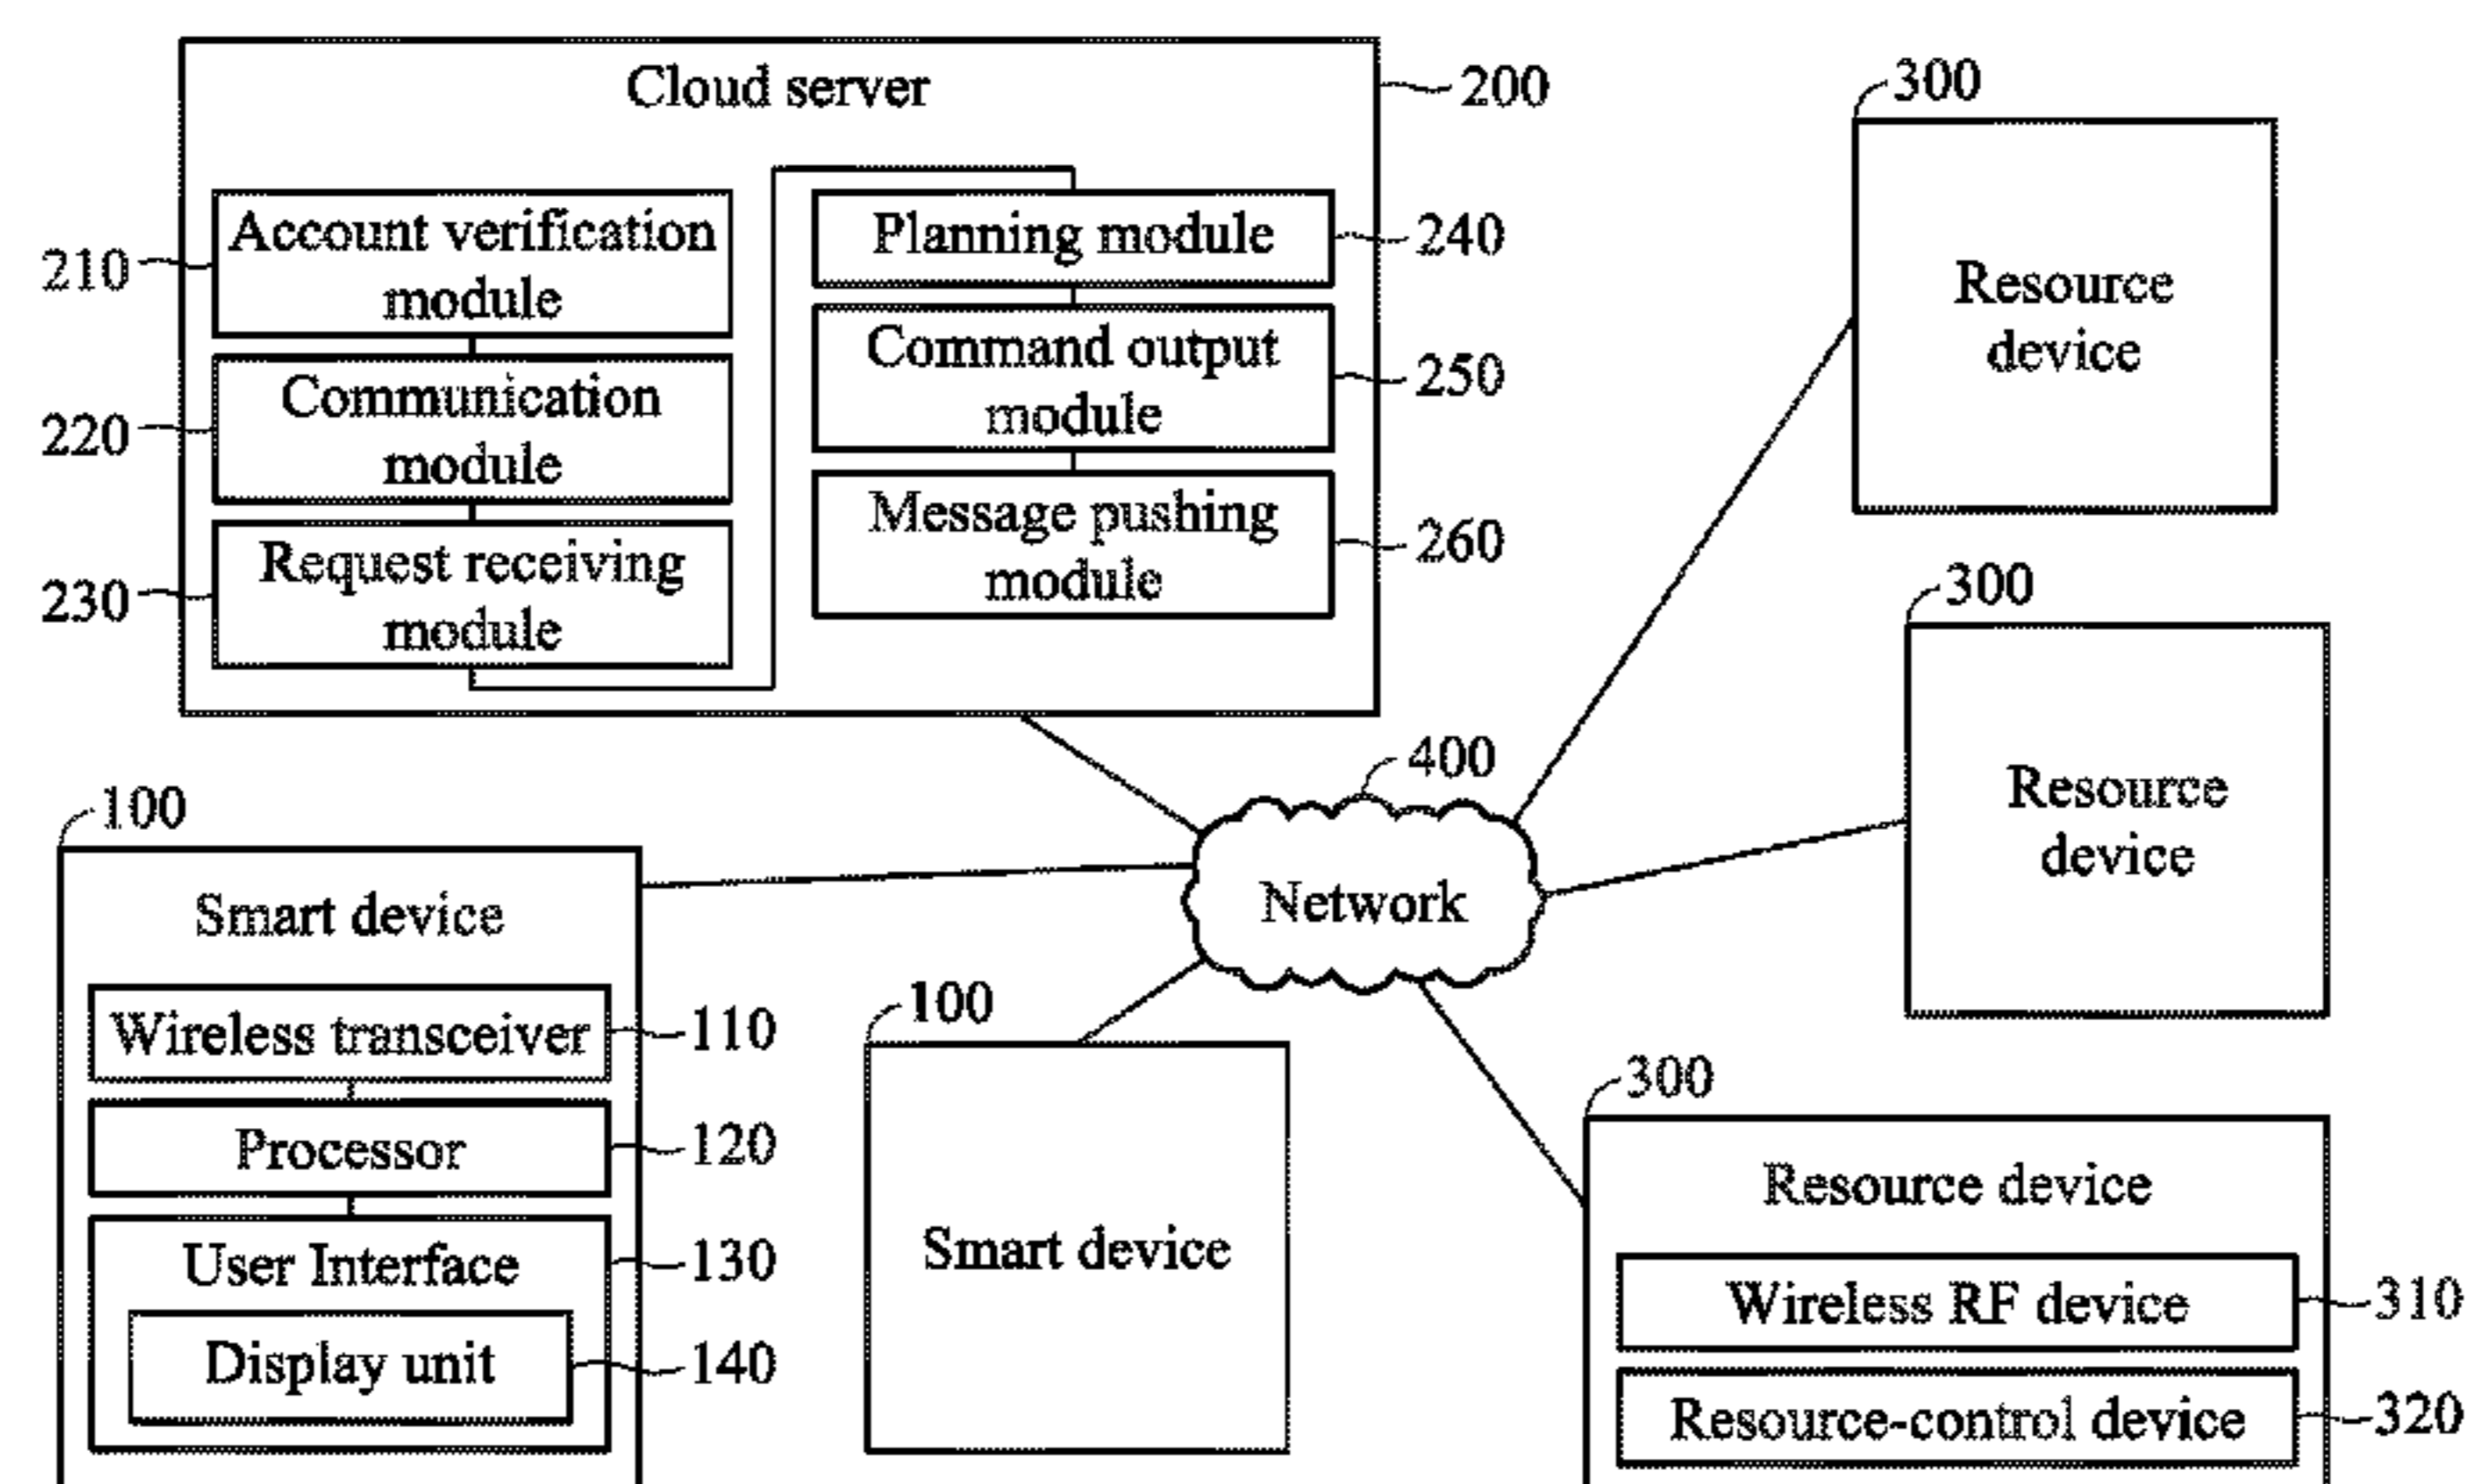 Cloud server
200
210
Account verification
module
220
Communication
module
230
Request receiving
module
Planning module
240
Command output
module
250
Message pushing
module
260
300
Resource
device
300
Resource
device
400
Network
100
Smart device
Wireless transceiver
110
Processor
120
User Interface
130
Display unit
140
100
Smart device
300
Resource device
Wireless RF device
310
Resource-control device
320